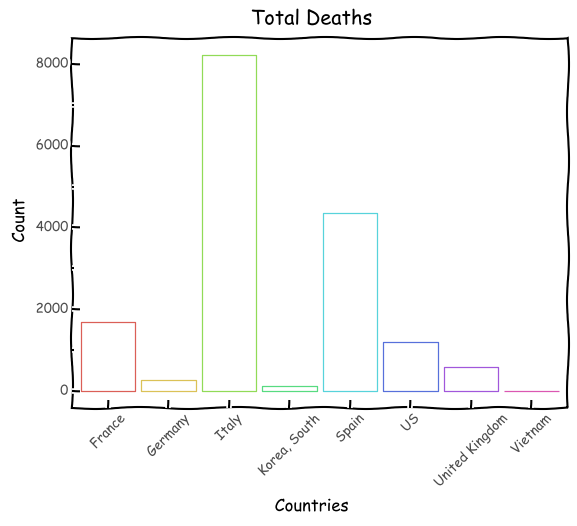 Total Deaths
8000
6000
4000
2000
0
Count
France
Germany
Italy
Korea, South
Spain
US
United Kingdom
Vietnam
Countries